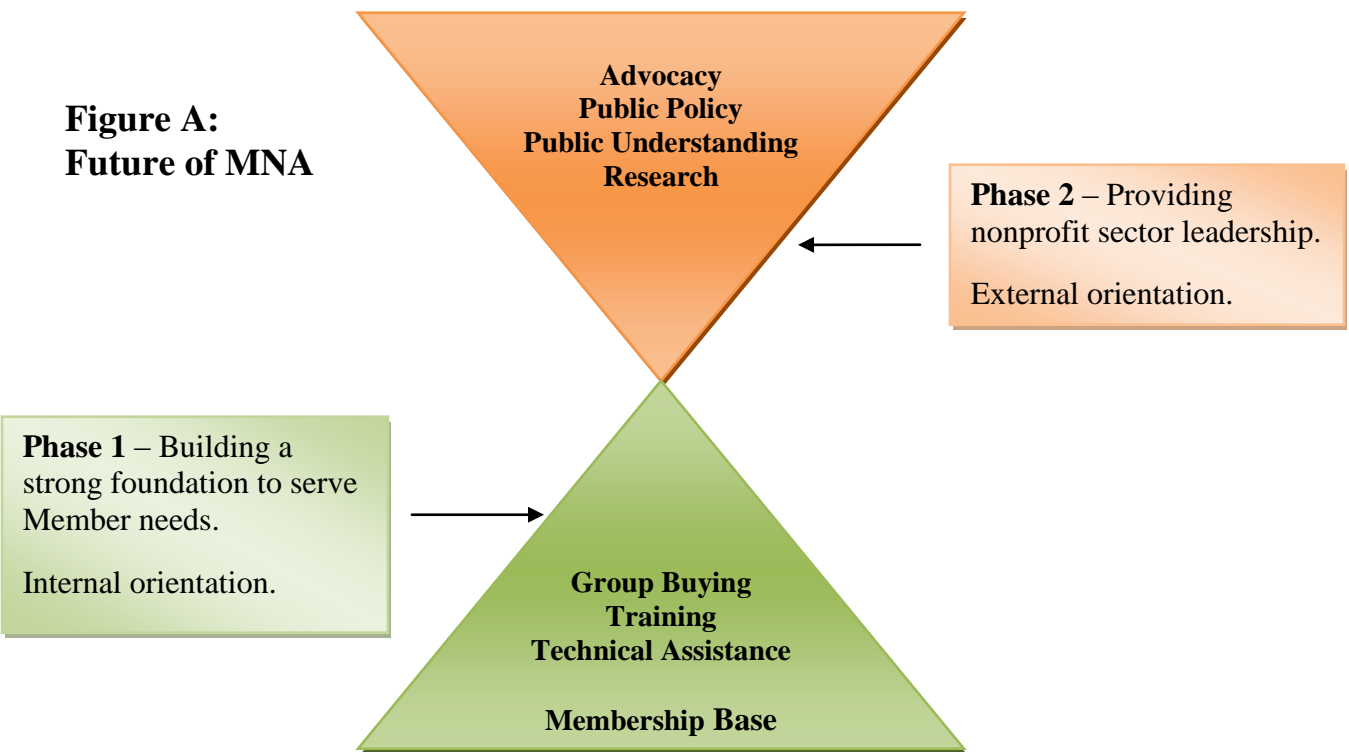 Figure A:
Future of MNA
Advocacy
Public Policy
Public Understanding
Research
Phase 2 – Providing
nonprofit sector leadership.
External orientation.
Phase 1 – Building a
strong foundation to serve
Member needs.
Internal orientation.
Group Buying
Training
Technical Assistance
Membership Base